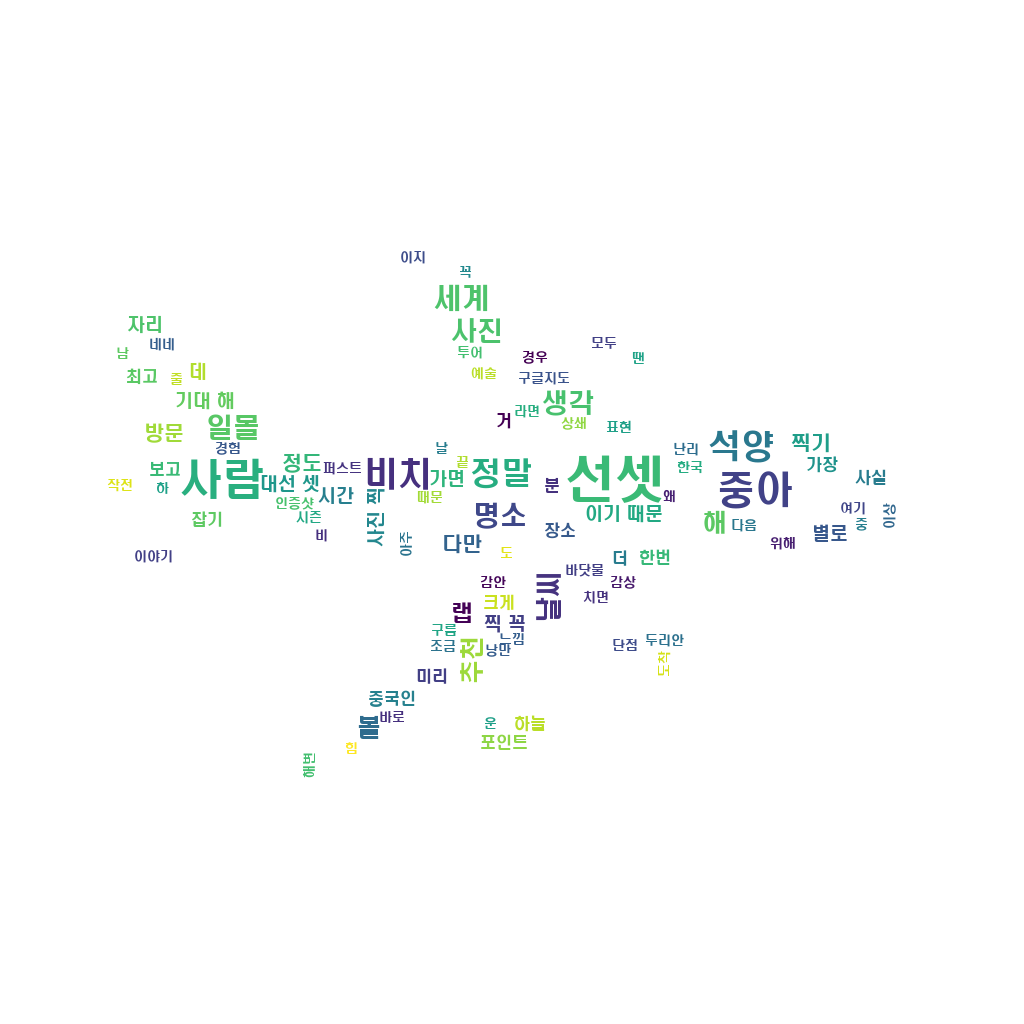 이지
꼭
세계
사진
자리
네네
남
투어
경우
모두
땐
최고
줄
데
예술
구글지도
기대 해
생각
라면
상쇄
거
표현
방문
일몰
경험
날
난리
석양
찍기
보고
하
사람
정도
퍼스트
비치
가면
끝
정말
선셋
한국
중아
가장
사실
작전
대선 셋
인증샷
시간
사진 찍
때문
분
왜
잡기
시즌
비
아주
명소
다만
장소
이기 때문
해
다음
별로
여기
중
이상
이야기
도
더
한번
위해
바닷물
감안
감상
치면
노을
랩
크게
찍 꼭
구름
조금
느낌
낭만
추천
단점
두리안
도착
미리
중국인
바로
볼
운
하늘
포인트
힘
해변